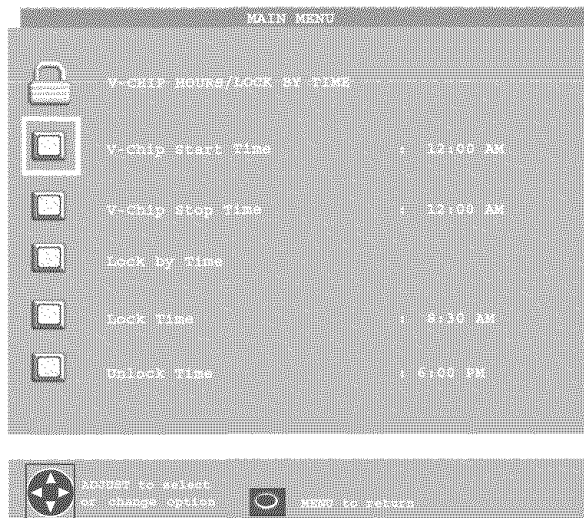 MAIN MENU
V-CHIP HOURS/LOCK BY TIME
V-Chip Start Time : 12:00 AM
V-Chip Stop Time : 12:00 AM
Lock by Time
Lock Time : 8:30 AM
Unlock Time : 6:00 PM
ADJUST to select
or change option
MENU to return